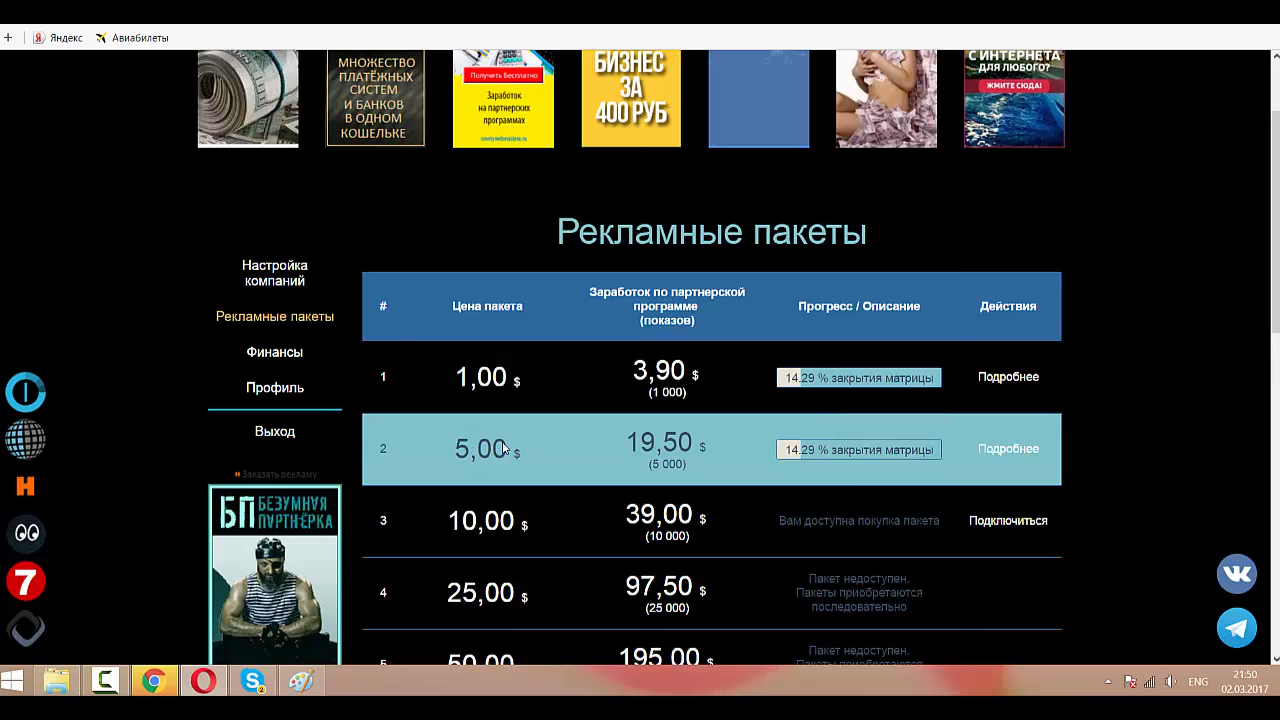 +
Яндекс
Авиабилеты
МНОЖЕСТВО
ПЛАТЁЖНЫХ
СИСТЕМ
И БАНКОВ
В ОДНОМ
КОШЕЛЬКЕ
Получить Бесплатно
Заработок
на партнерских
программах
БИЗНЕС
ЗА
400 РУБ
С ИНТЕРНЕТА
ДЛЯ ЛЮБОГО?
ЖМИТЕ СЮДА!
Рекламные пакеты
Настройка
компаний
Рекламные пакеты
Финансы
Профиль
Выход
Н Заказать рекламу
БП БЕЗУМНАЯ
ПАРТНЁРКА
# Цена пакета Заработок по партнерской
программе
(показов) Прогресс / Описание Действия
1 1,00 $ 3,90 $ 14.29 % закрытия матрицы Подробнее
(1 000)
2 5,00 $ 19,50 $ 14.29 % закрытия матрицы Подробнее
(5 000)
3 10,00 $ 39,00 $ Вам доступна покупка пакета Подключиться
(10 000)
4 25,00 $ 97,50 $ Пакет недоступен.
(25 000) Пакеты приобретаются
последовательно
5 50,00 195,00 $ Пакет недоступен.
Пакеты приобретаются
Н
7
2
ENG
21:50
02.03.2017